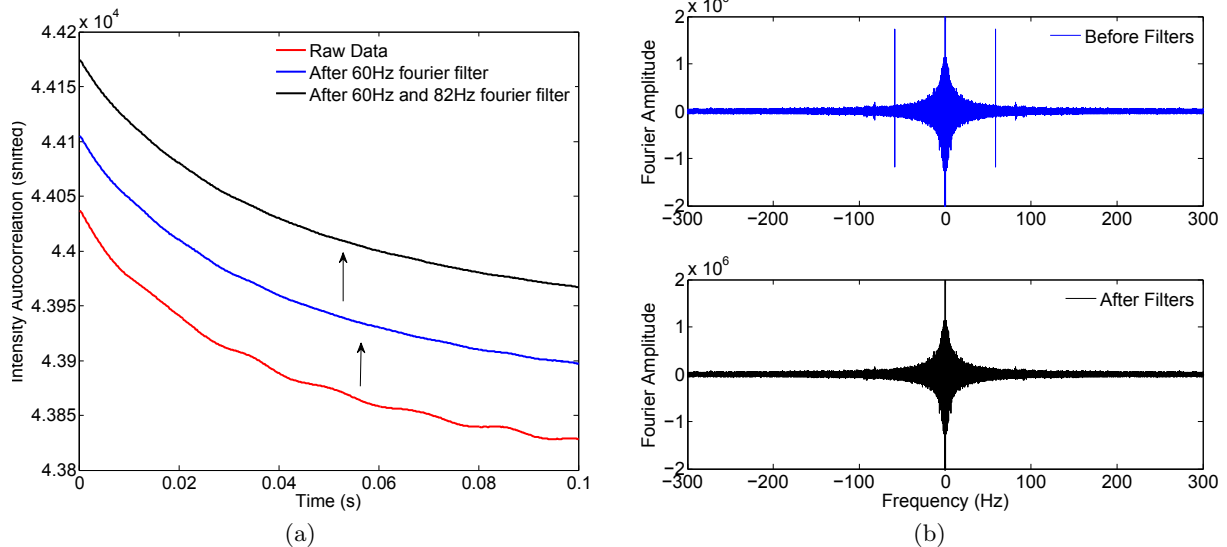 x 10⁴
4.42
4.415
4.41
4.405
4.4
4.395
4.39
4.385
4.38
0 0.02 0.04 0.06 0.08 0.1
Time (s)
Intensity Autocorrelation (shifted)
Raw Data
After 60Hz fourier filter
After 60Hz and 82Hz fourier filter
(a)
2
1
0
−1
−2
−300 −200 −100 0 100 200 300
Fourier Amplitude
Before Filters
x 10⁶
2
1
0
−1
−2
−300 −200 −100 0 100 200 300
Fourier Amplitude
Frequency (Hz)
After Filters
(b)